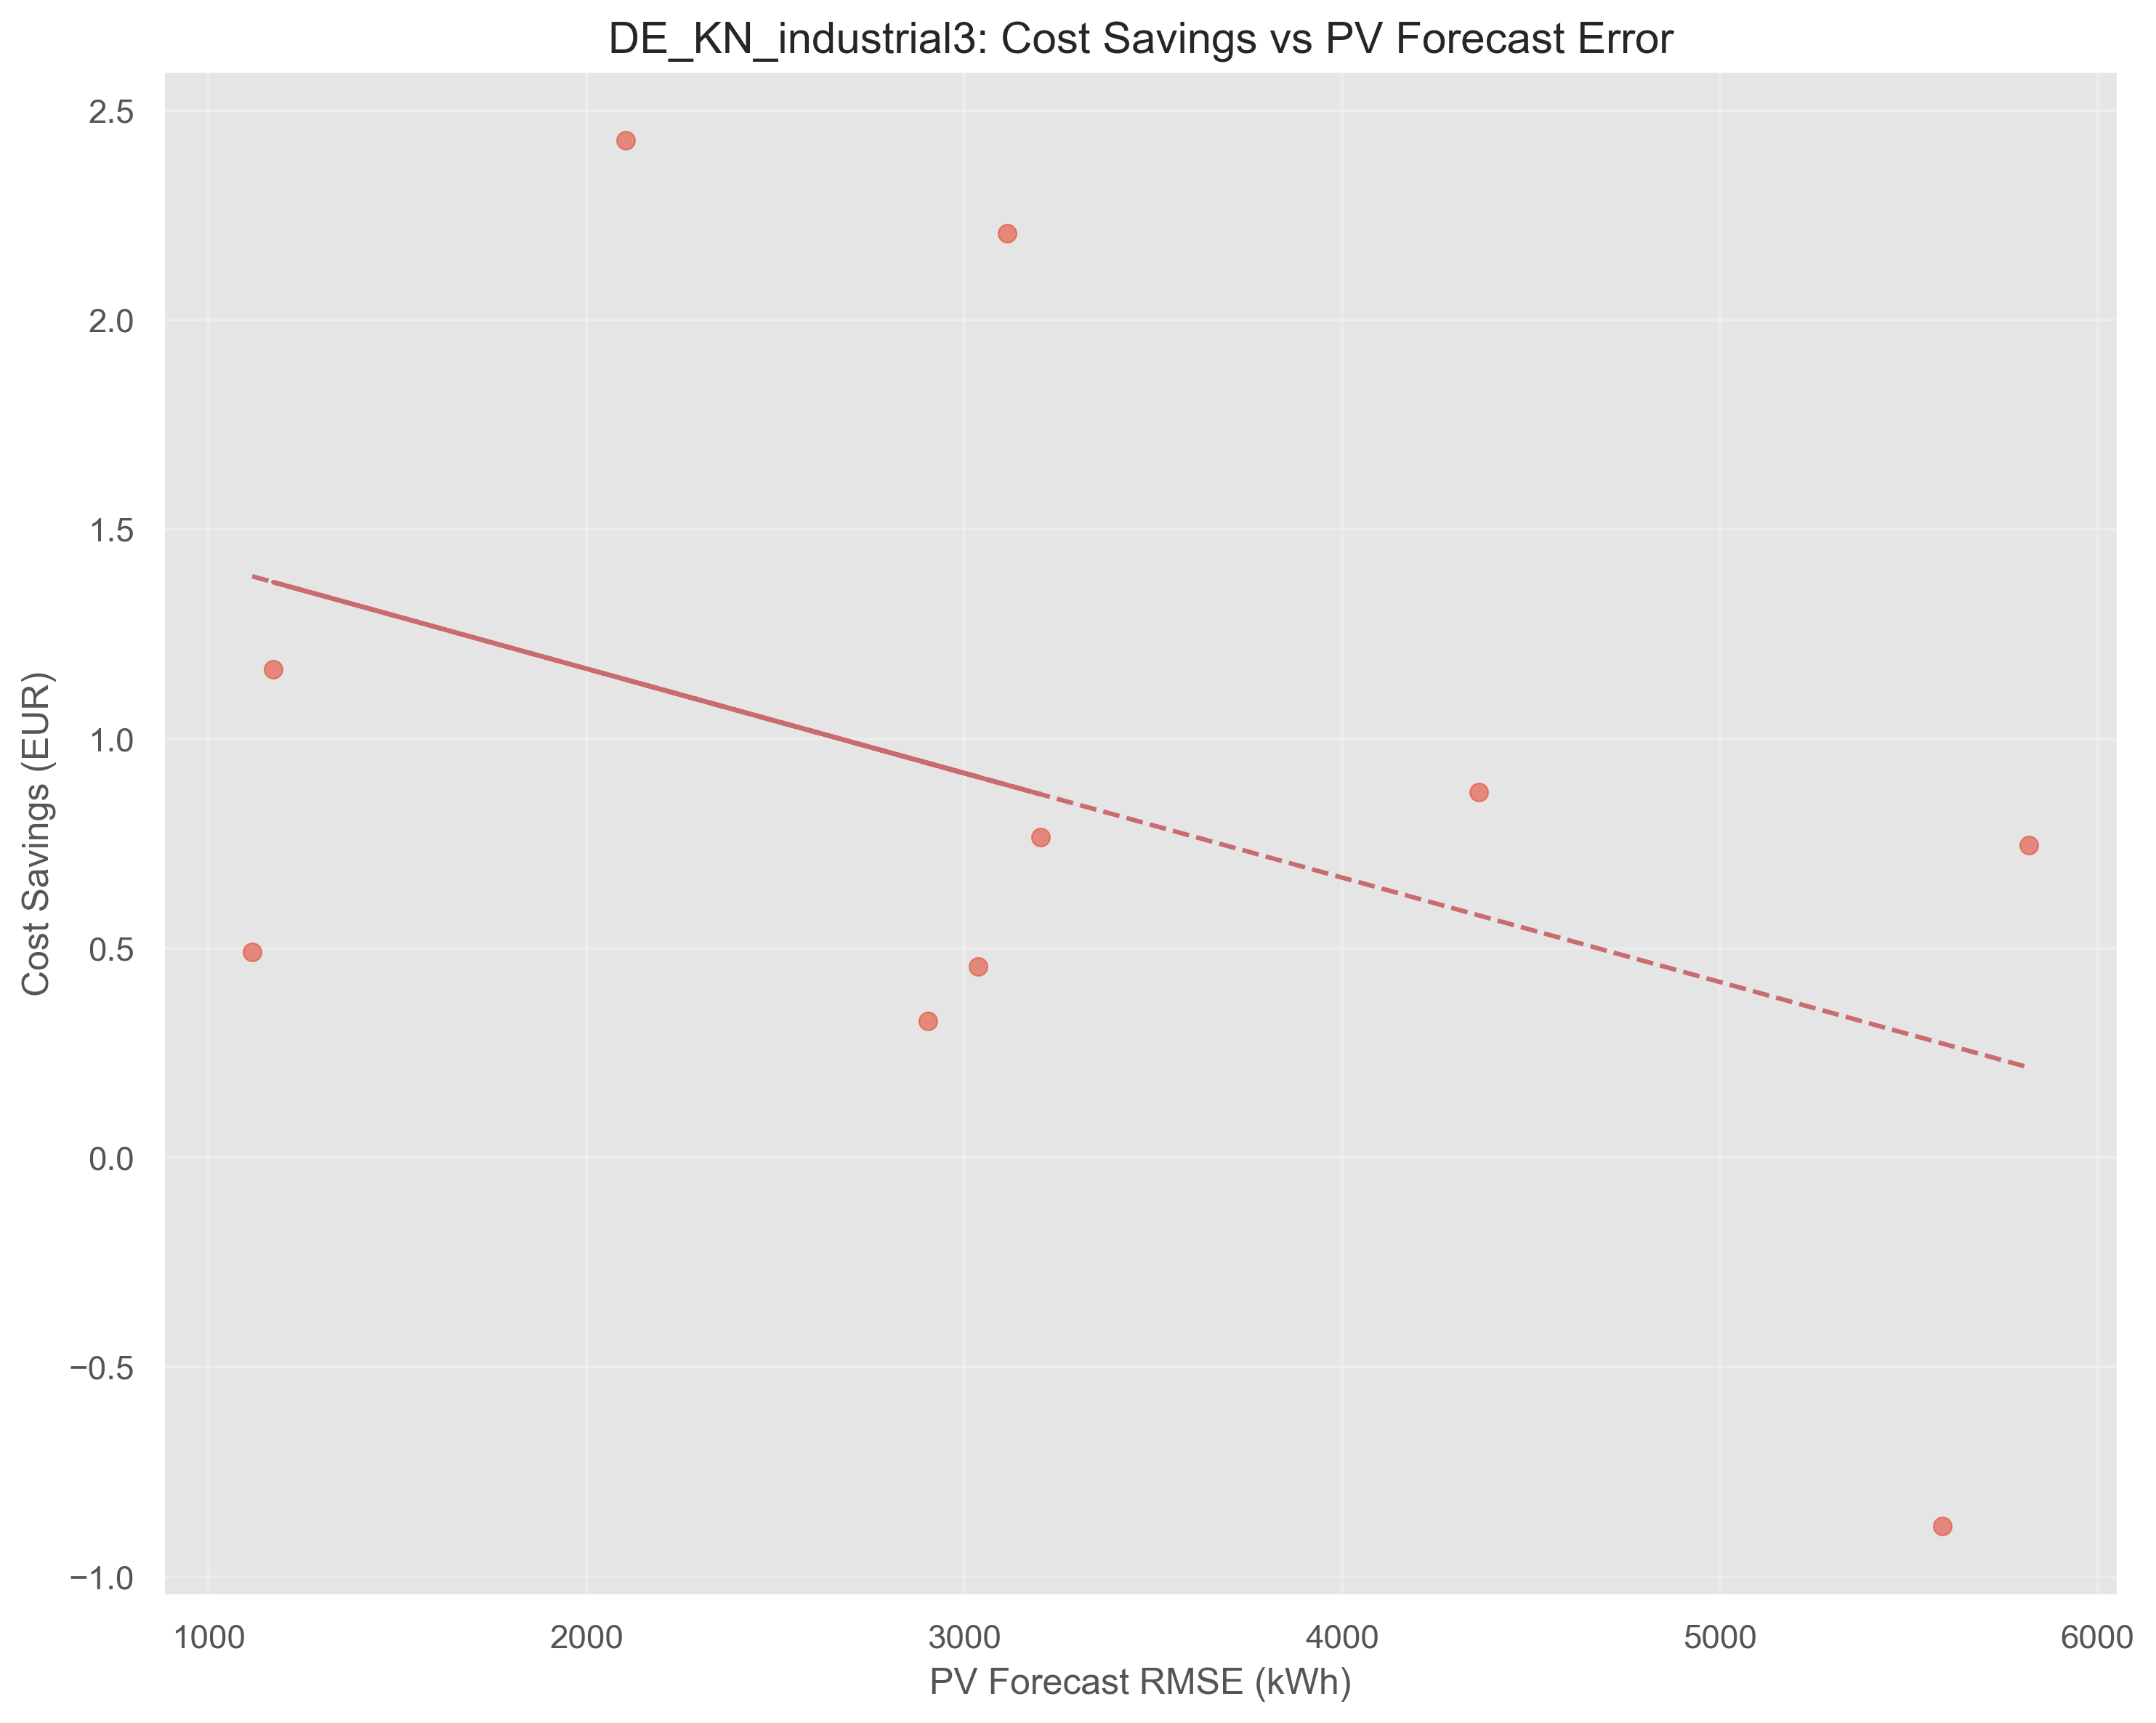 DE_KN_industrial3: Cost Savings vs PV Forecast Error
2.5
2.0
1.5
1.0
0.5
0.0
−0.5
−1.0
Cost Savings (EUR)
1000 2000 3000 4000 5000 6000
PV Forecast RMSE (kWh)